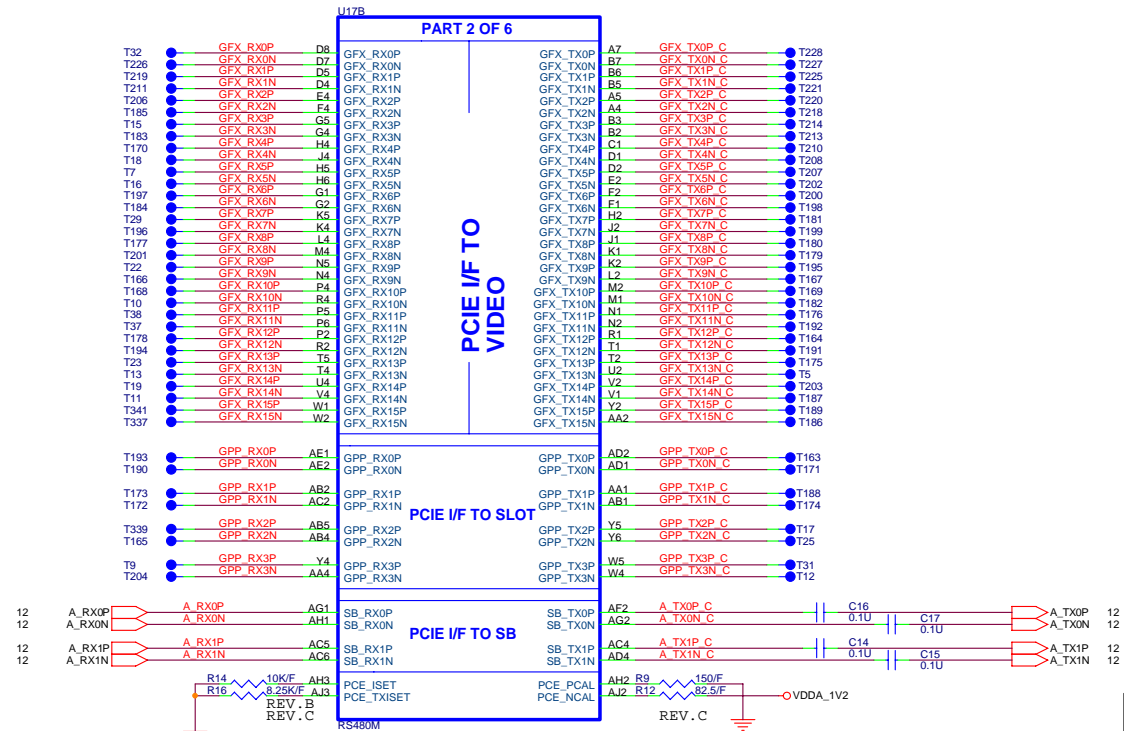 U17B
PART 2 OF 6
T32 GFX_RX0P D8 GFX_RX0P GFX_TX0P A7 GFX_TX0P_C T228
T226 GFX_RX0N D7 GFX_RX0N GFX_TX0N B7 GFX_TX0N_C T227
T219 GFX_RX1P D5 GFX_RX1P GFX_TX1P B6 GFX_TX1P_C T225
T211 GFX_RX1N D4 GFX_RX1N GFX_TX1N B5 GFX_TX1N_C T221
T206 GFX_RX2P E4 GFX_RX2P GFX_TX2P A5 GFX_TX2P_C T220
T185 GFX_RX2N F4 GFX_RX2N GFX_TX2N A4 GFX_TX2N_C T218
T15 GFX_RX3P G5 GFX_RX3P GFX_TX3P B3 GFX_TX3P_C T214
T183 GFX_RX3N G4 GFX_RX3N GFX_TX3N B2 GFX_TX3N_C T213
T170 GFX_RX4P H4 GFX_RX4P GFX_TX4P C1 GFX_TX4P_C T210
T18 GFX_RX4N J4 GFX_RX4N GFX_TX4N D1 GFX_TX4N_C T208
T7 GFX_RX5P H5 GFX_RX5P GFX_TX5P D2 GFX_TX5P_C T207
T16 GFX_RX5N H6 GFX_RX5N GFX_TX5N E2 GFX_TX5N_C T202
T197 GFX_RX6P G1 GFX_RX6P GFX_TX6P F2 GFX_TX6P_C T200
T184 GFX_RX6N G2 GFX_RX6N GFX_TX6N F1 GFX_TX6N_C T198
T29 GFX_RX7P K5 GFX_RX7P GFX_TX7P H2 GFX_TX7P_C T181
T196 GFX_RX7N K4 GFX_RX7N GFX_TX7N J2 GFX_TX7N_C T199
T177 GFX_RX8P L4 GFX_RX8P GFX_TX8P J1 GFX_TX8P_C T180
T201 GFX_RX8N M4 GFX_RX8N GFX_TX8N K1 GFX_TX8N_C T179
T22 GFX_RX9P N5 GFX_RX9P GFX_TX9P K2 GFX_TX9P_C T195
T166 GFX_RX9N N4 GFX_RX9N GFX_TX9N L2 GFX_TX9N_C T167
T168 GFX_RX10P P4 GFX_RX10P GFX_TX10P M2 GFX_TX10P_C T169
T10 GFX_RX10N R4 GFX_RX10N GFX_TX10N M1 GFX_TX10N_C T182
T38 GFX_RX11P P5 GFX_RX11P GFX_TX11P N1 GFX_TX11P_C T176
T37 GFX_RX11N P6 GFX_RX11N GFX_TX11N N2 GFX_TX11N_C T192
T178 GFX_RX12P P2 GFX_RX12P GFX_TX12P R1 GFX_TX12P_C T164
T194 GFX_RX12N R2 GFX_RX12N GFX_TX12N T1 GFX_TX12N_C T191
T23 GFX_RX13P T5 GFX_RX13P GFX_TX13P T2 GFX_TX13P_C T175
T13 GFX_RX13N T4 GFX_RX13N GFX_TX13N U2 GFX_TX13N_C T5
T19 GFX_RX14P U4 GFX_RX14P GFX_TX14P V2 GFX_TX14P_C T203
T11 GFX_RX14N V4 GFX_RX14N GFX_TX14N V1 GFX_TX14N_C T187
T341 GFX_RX15P W1 GFX_RX15P GFX_TX15P Y2 GFX_TX15P_C T189
T337 GFX_RX15N W2 GFX_RX15N GFX_TX15N AA2 GFX_TX15N_C T186
PCIE I/F TO
VIDEO
T193 GPP_RX0P AE1 GPP_RX0P GPP_TX0P AD2 GPP_TX0P_C T163
T190 GPP_RX0N AE2 GPP_RX0N GPP_TX0N AD1 GPP_TX0N_C T171
T173 GPP_RX1P AB2 GPP_RX1P GPP_TX1P AA1 GPP_TX1P_C T188
T172 GPP_RX1N AC2 GPP_RX1N GPP_TX1N AB1 GPP_TX1N_C T174
PCIE I/F TO SLOT
T339 GPP_RX2P AB5 GPP_RX2P GPP_TX2P Y5 GPP_TX2P_C T17
T165 GPP_RX2N AB4 GPP_RX2N GPP_TX2N Y6 GPP_TX2N_C T25
T9 GPP_RX3P Y4 GPP_RX3P GPP_TX3P W5 GPP_TX3P_C T31
T204 GPP_RX3N AA4 GPP_RX3N GPP_TX3N W4 GPP_TX3N_C T12
12 A_RX0P A_RX0P AG1 SB_RX0P SB_TX0P AF2 A_TX0P_C C16 0.1U A_TX0P 12
12 A_RX0N A_RX0N AH1 SB_RX0N SB_TX0N AG2 A_TX0N_C C17 0.1U A_TX0N 12
PCIE I/F TO SB
12 A_RX1P A_RX1P AC5 SB_RX1P SB_TX1P AC4 A_TX1P_C C14 0.1U A_TX1P 12
12 A_RX1N A_RX1N AC6 SB_RX1N SB_TX1N AD4 A_TX1N_C C15 0.1U A_TX1N 12
R14 10K/F AH3 PCE_ISET PCE_PCAL AH2 R9 150/F
R16 8.25K/F AJ3 PCE_TXISET PCE_NCAL AJ2 R12 82.5/F VDDA_1V2
REV.B
REV.C REV.C
RS480M